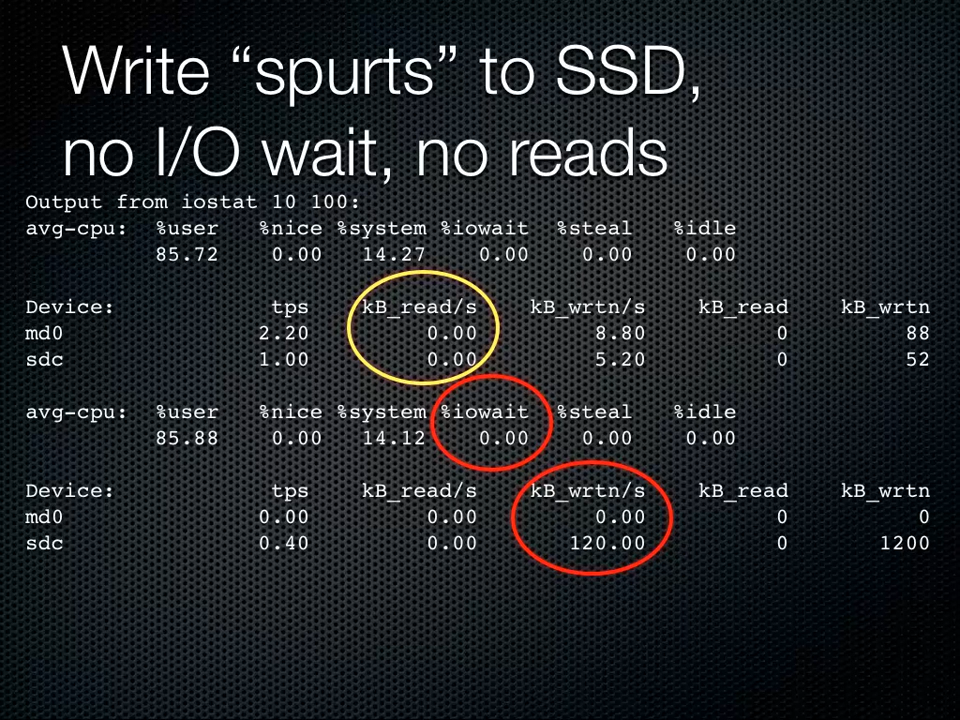 Write “spurts” to SSD,
no I/O wait, no reads
Output from iostat 10 100:
avg-cpu: %user %nice %system %iowait %steal %idle
85.72 0.00 14.27 0.00 0.00 0.00
Device: tps kB_read/s kB_wrtn/s kB_read kB_wrtn
md0 2.20 0.00 8.80 0 88
sdc 1.00 0.00 5.20 0 52
avg-cpu: %user %nice %system %iowait %steal %idle
85.88 0.00 14.12 0.00 0.00 0.00
Device: tps kB_read/s kB_wrtn/s kB_read kB_wrtn
md0 0.00 0.00 0.00 0 0
sdc 0.40 0.00 120.00 0 1200